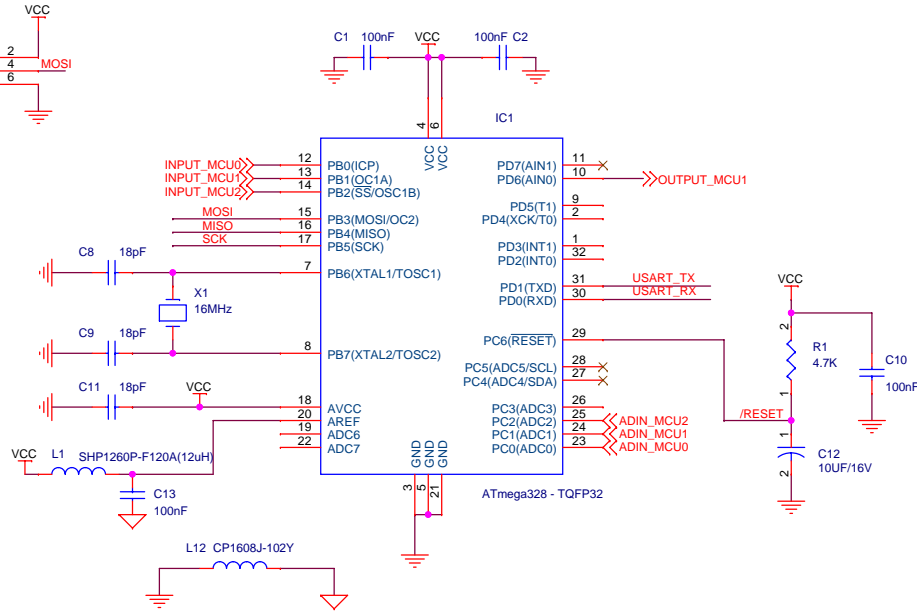 VCC
2
4 MOSI
6
C1 100nF VCC 100nF C2
4 6
IC1
VCC VCC
INPUT_MCU0 12 PB0(ICP) PD7(AIN1) 11
INPUT_MCU1 13 PB1(OC1A) PD6(AIN0) 10 OUTPUT_MCU1
INPUT_MCU2 14 PB2(SS/OSC1B)
PD5(T1) 9
MOSI 15 PB3(MOSI/OC2) PD4(XCK/T0) 2
MISO 16 PB4(MISO)
SCK 17 PB5(SCK) PD3(INT1) 1
PD2(INT0) 32
C8 18pF 7 PB6(XTAL1/TOSC1)
PD1(TXD) 31 USART_TX
PD0(RXD) 30 USART_RX
VCC
X1
16MHz
PC6(RESET) 29
2
R1
4.7K
1
C10
100nF
C9 18pF 8 PB7(XTAL2/TOSC2)
PC5(ADC5/SCL) 28
PC4(ADC4/SDA) 27
C11 18pF VCC
18 AVCC PC3(ADC3) 26
20 AREF PC2(ADC2) 25 ADIN_MCU2
19 ADC6 PC1(ADC1) 24 ADIN_MCU1
22 ADC7 PC0(ADC0) 23 ADIN_MCU0
/RESET
1
C12
10UF/16V
2
VCC L1 SHP1260P-F120A(12uH)
GND GND GND
3 5 21
ATmega328 - TQFP32
C13
100nF
L12 CP1608J-102Y